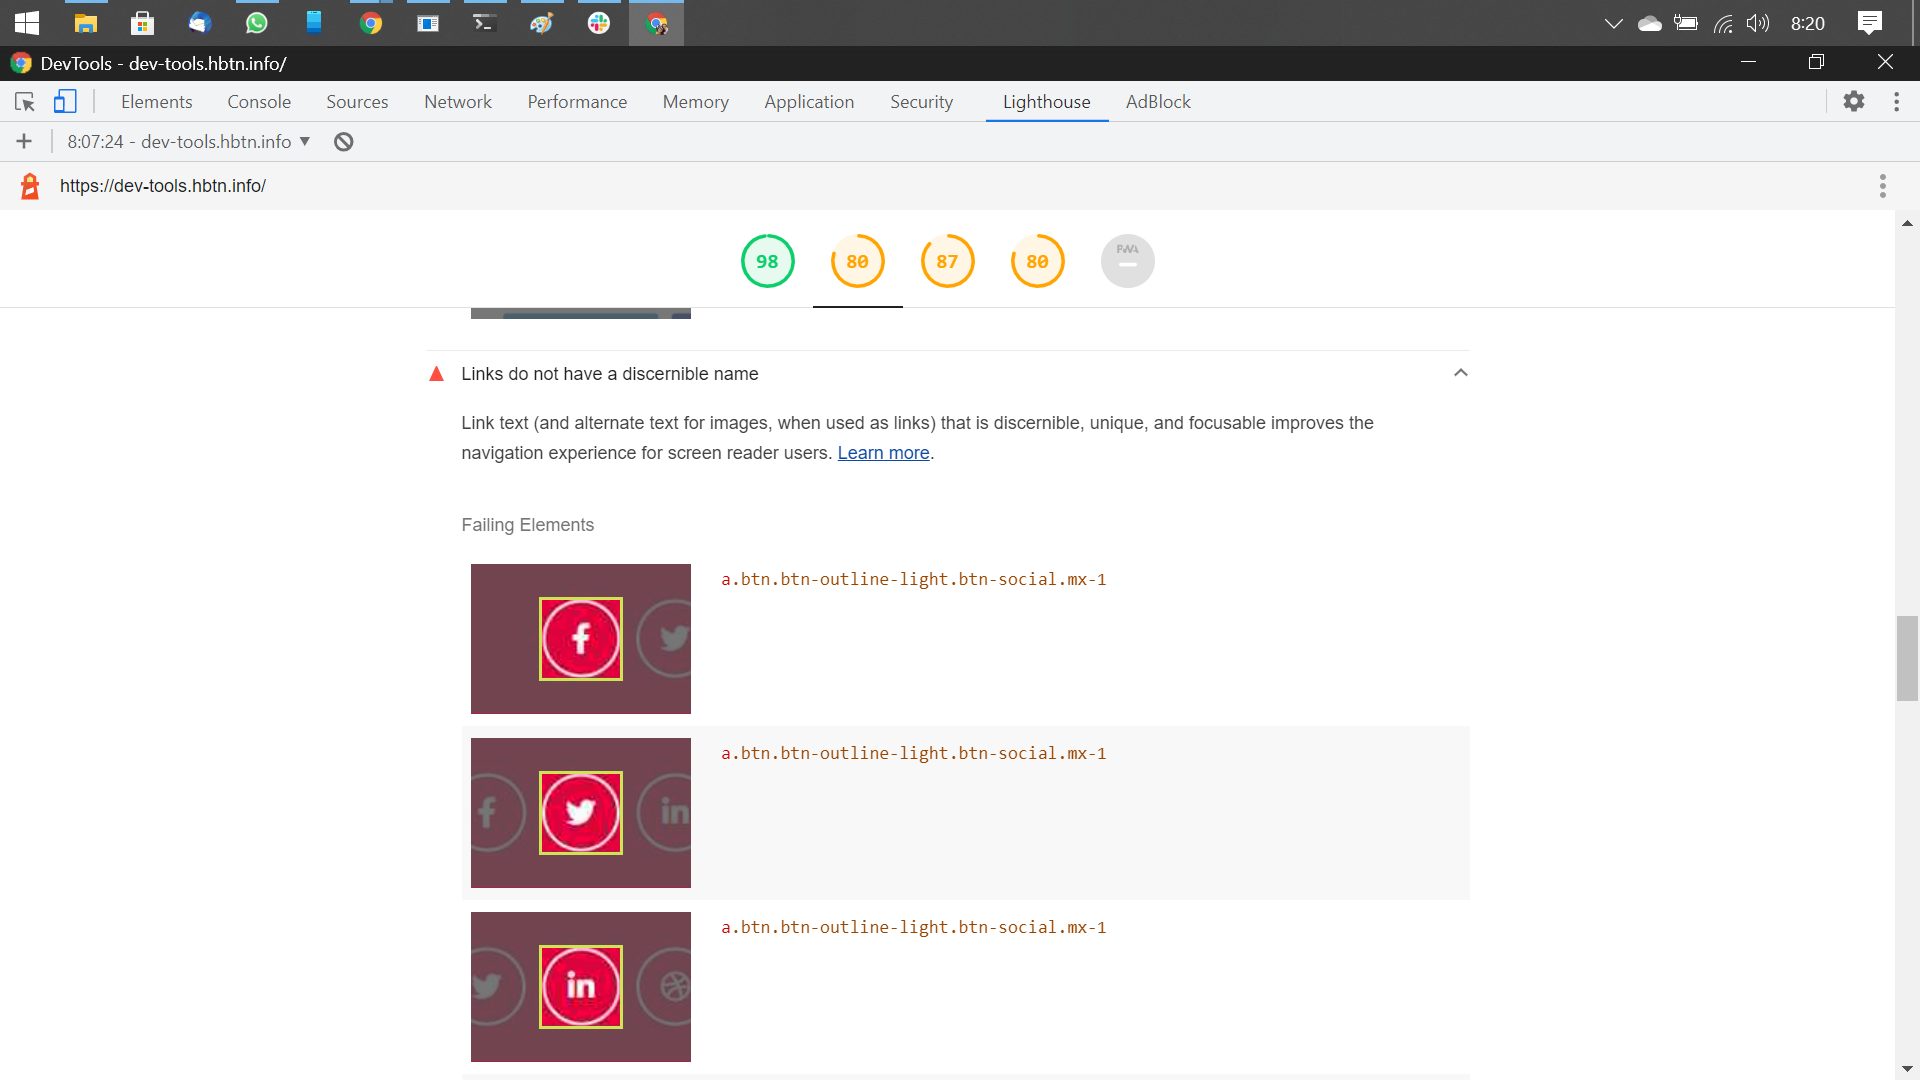 8:20
DevTools - dev-tools.hbtn.info/
Elements Console Sources Network Performance Memory Application Security Lighthouse AdBlock
8:07:24 - dev-tools.hbtn.info
https://dev-tools.hbtn.info/
98 80 87 80 PWA
Links do not have a discernible name
Link text (and alternate text for images, when used as links) that is discernible, unique, and focusable improves the
navigation experience for screen reader users. Learn more.
Failing Elements
a.btn.btn-outline-light.btn-social.mx-1
f
a.btn.btn-outline-light.btn-social.mx-1
f in
a.btn.btn-outline-light.btn-social.mx-1
in